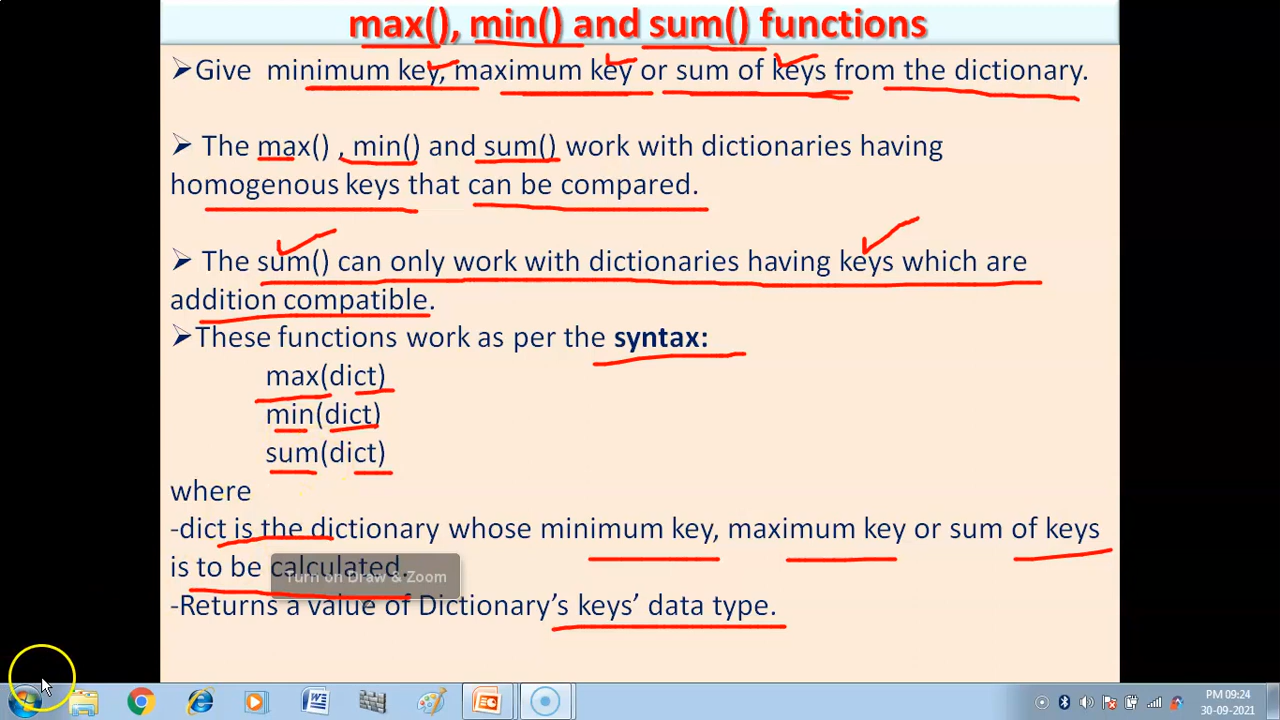 max(), min() and sum() functions
➢Give minimum key, maximum key or sum of keys from the dictionary.
➢ The max() , min() and sum() work with dictionaries having
homogenous keys that can be compared.
➢ The sum() can only work with dictionaries having keys which are
addition compatible.
➢These functions work as per the syntax:
max(dict)
min(dict)
sum(dict)
where
-dict is the dictionary whose minimum key, maximum key or sum of keys
is to be calculated.
Turn on Draw & Zoom
-Returns a value of Dictionary’s keys’ data type.
PM 09:24
30-09-2021